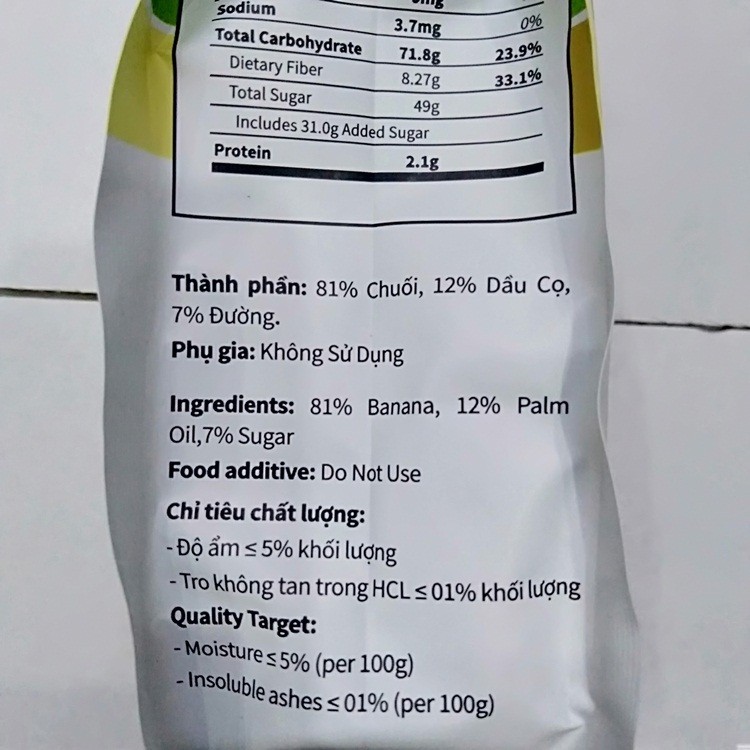 Sodium 3.7mg 0%
Total Carbohydrate 71.8g 23.9%
Dietary Fiber 8.27g 33.1%
Total Sugar 49g
Includes 31.0g Added Sugar
Protein 2.1g
Thành phần: 81% Chuối, 12% Dầu Cọ,
7% Đường.
Phụ gia: Không Sử Dụng
Ingredients: 81% Banana, 12% Palm
Oil,7% Sugar
Food additive: Do Not Use
Chỉ tiêu chất lượng:
- Độ ẩm ≤ 5% khối lượng
- Tro không tan trong HCL ≤ 01% khối lượng
Quality Target:
- Moisture ≤ 5% (per 100g)
- Insoluble ashes ≤ 01% (per 100g)